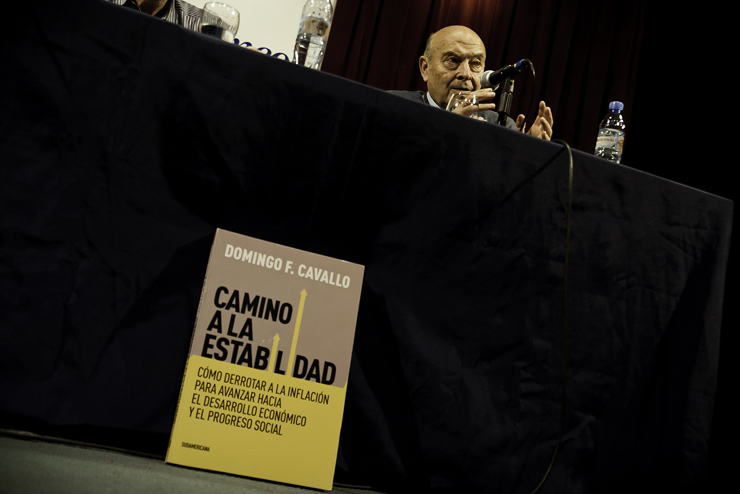 DOMINGO F. CAVALLO
CAMINO
A LA
ESTABILIDAD
CÓMO DERROTAR A LA INFLACIÓN
PARA AVANZAR HACIA
EL DESARROLLO ECONÓMICO
Y EL PROGRESO SOCIAL
SUDAMERICANA